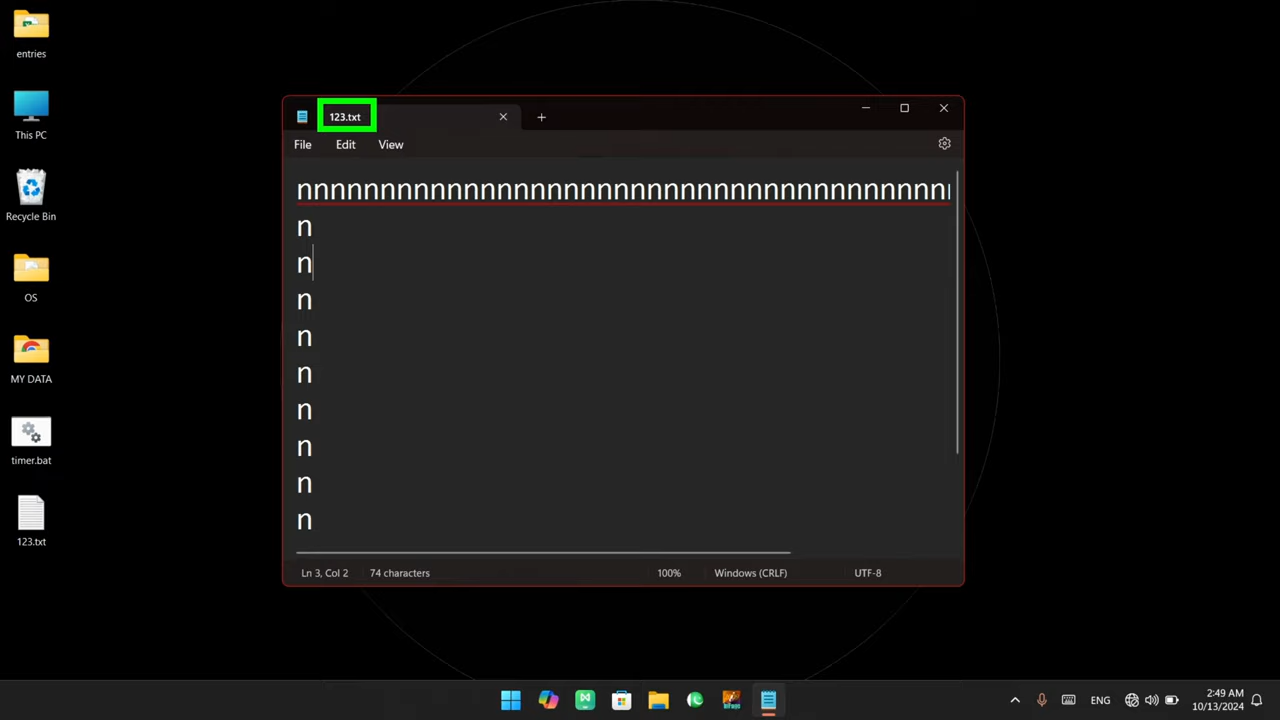 entries
This PC
Recycle Bin
OS
MY DATA
timer.bat
123.txt
123.txt
File Edit View
nnnnnnnnnnnnnnnnnnnnnnnnnnnnnnnnnnnnnnn
n
n
n
n
n
n
n
n
n
Ln 3, Col 2 74 characters 100% Windows (CRLF) UTF-8
ENG
2:49 AM
10/13/2024